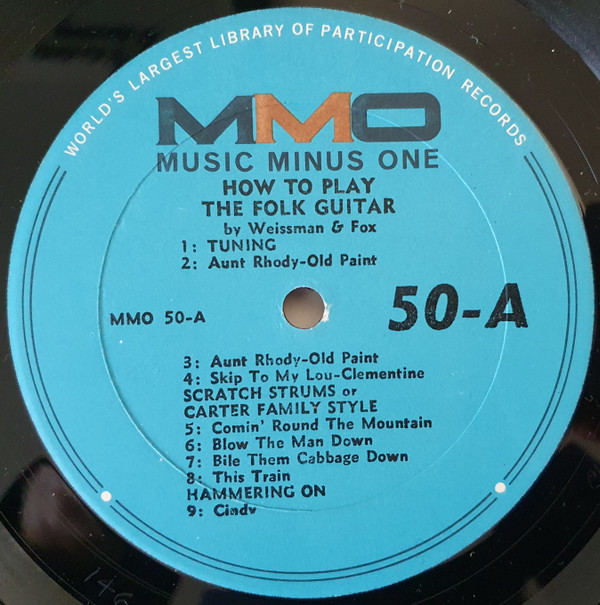 WORLD'S LARGEST LIBRARY OF PARTICIPATION RECORDS
MMO
MUSIC MINUS ONE
HOW TO PLAY
THE FOLK GUITAR
by Weissman & Fox
1: TUNING
2: Aunt Rhody-Old Paint
MMO 50-A
50-A
3: Aunt Rhody-Old Paint
4: Skip To My Lou-Clementine
SCRATCH STRUMS or
CARTER FAMILY STYLE
5: Comin' Round The Mountain
6: Blow The Man Down
7: Bile Them Cabbage Down
8: This Train
HAMMERING ON
9: Cindy